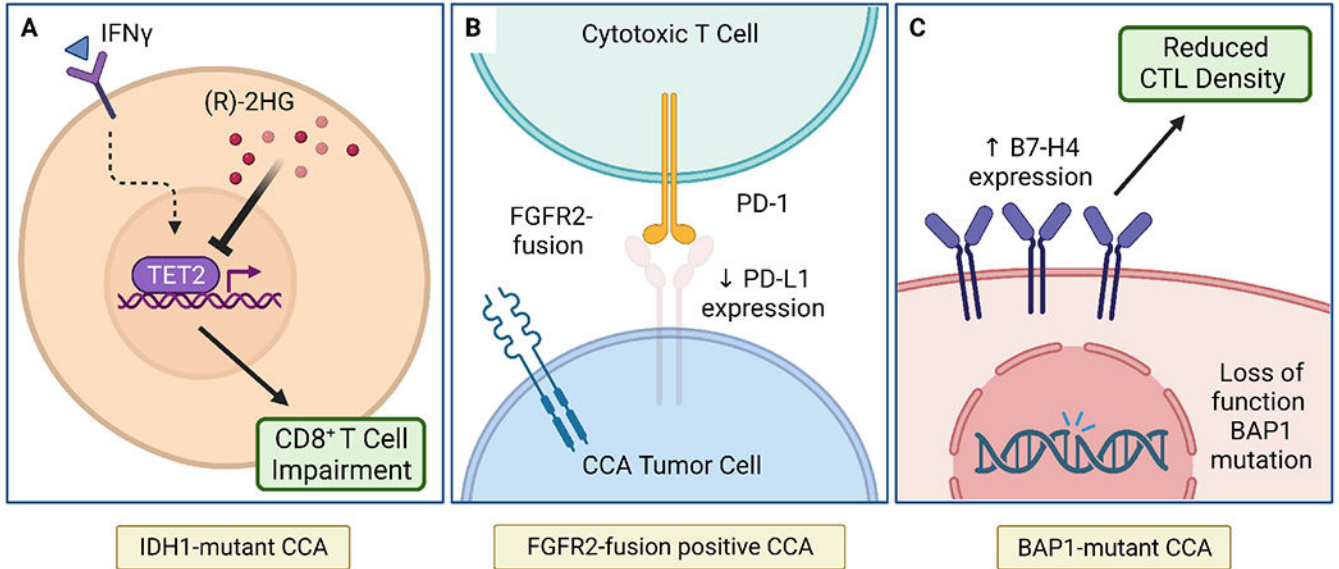 A
IFNγ
(R)-2HG
TET2
CD8⁺ T Cell
Impairment
IDH1-mutant CCA
B
Cytotoxic T Cell
PD-1
FGFR2-
fusion
↓ PD-L1
expression
CCA Tumor Cell
FGFR2-fusion positive CCA
C
Reduced
CTL Density
↑ B7-H4
expression
Loss of
function
BAP1
mutation
BAP1-mutant CCA